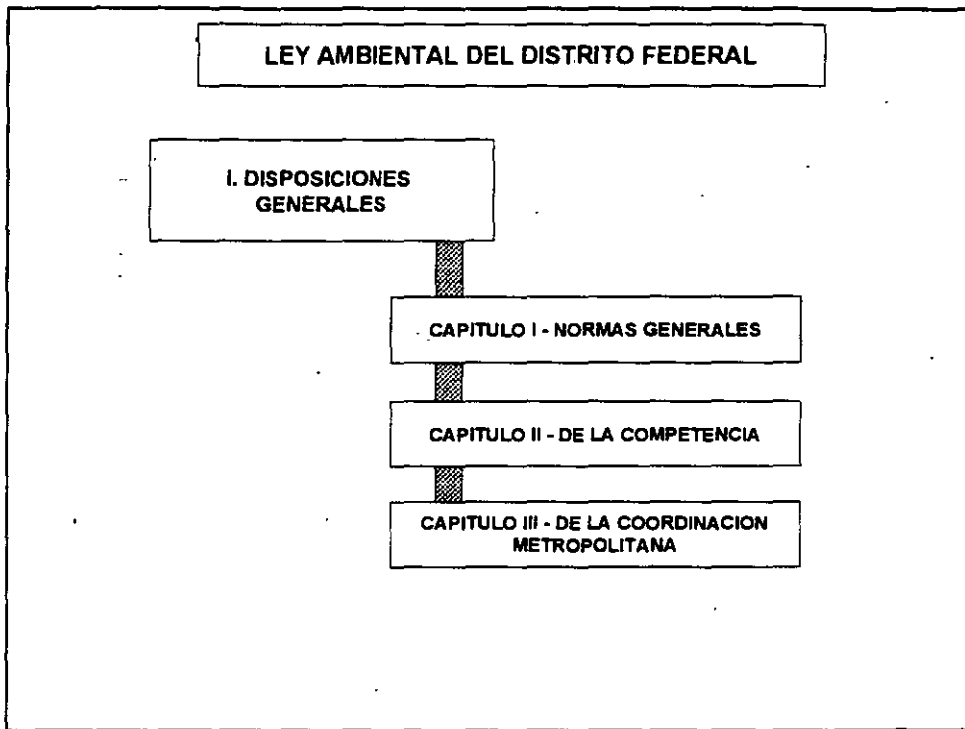 LEY AMBIENTAL DEL DISTRITO FEDERAL
I. DISPOSICIONES
GENERALES
CAPITULO I - NORMAS GENERALES
CAPITULO II - DE LA COMPETENCIA
CAPITULO III - DE LA COORDINACION
METROPOLITANA